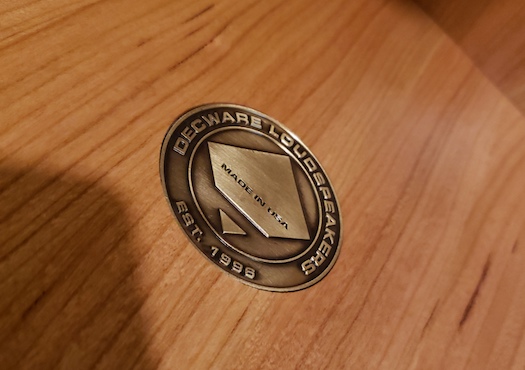 DECWARE LOUDSPEAKERS
MADE IN USA
EST. 1996